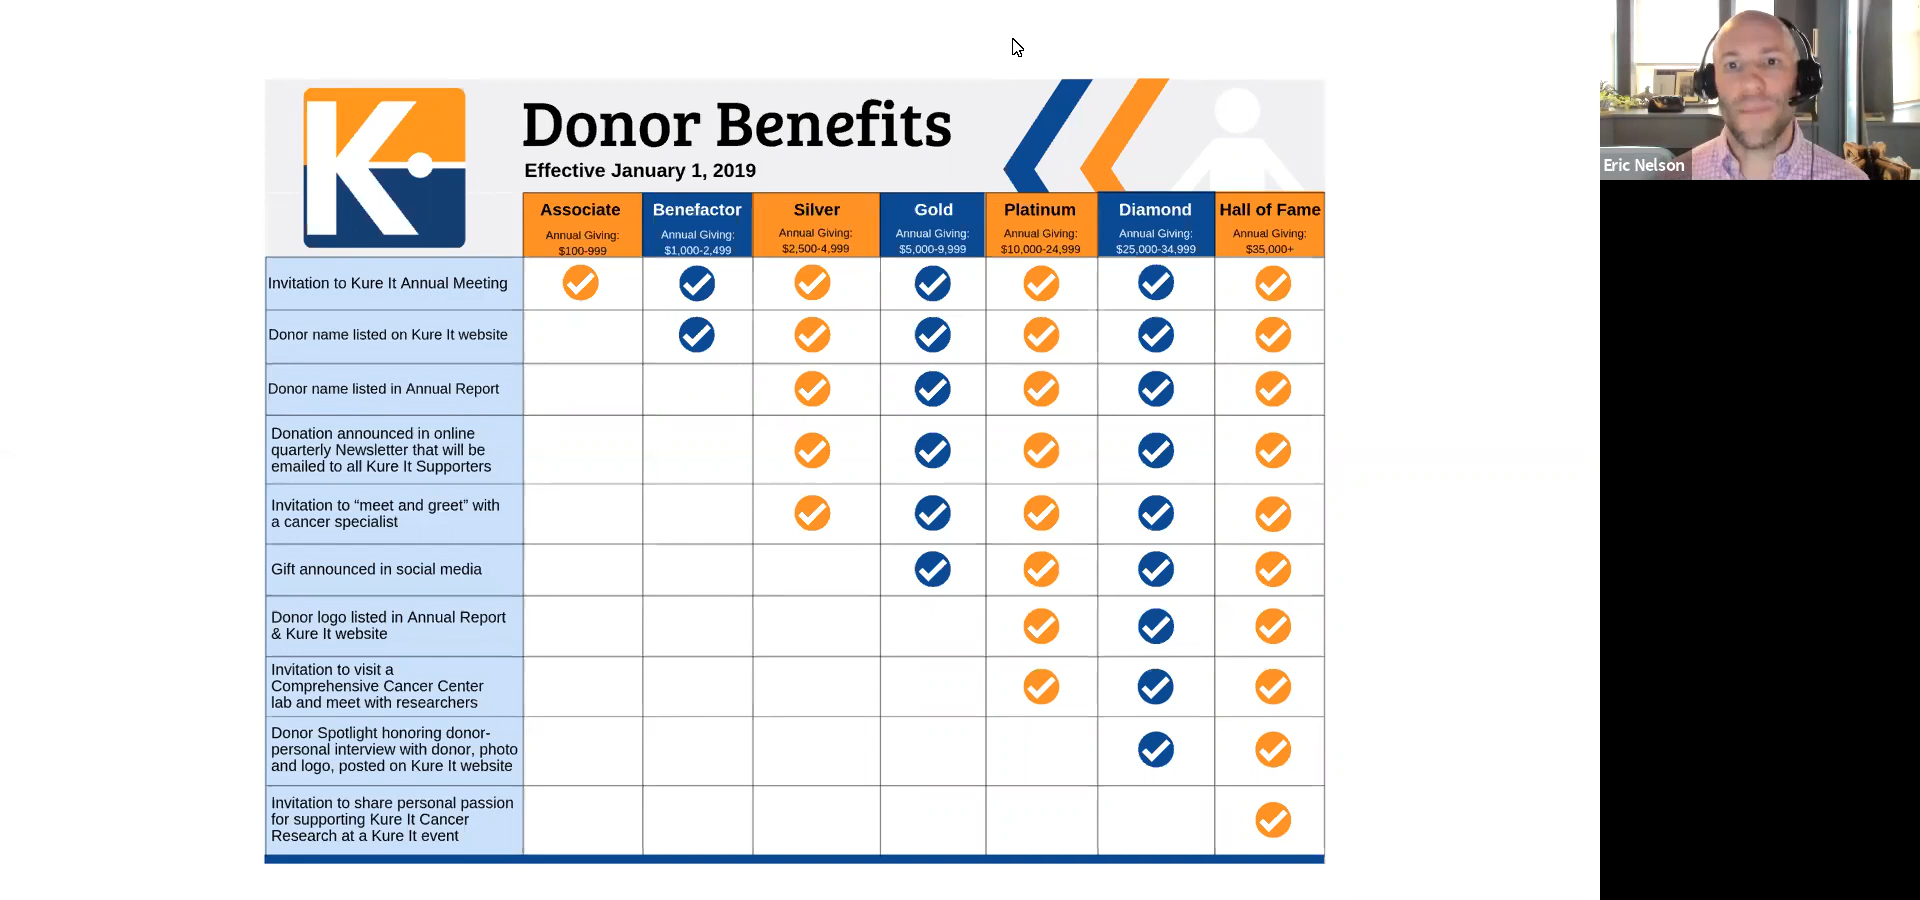 K
Donor Benefits
Effective January 1, 2019
Associate
Annual Giving:
$100-999
Benefactor
Annual Giving:
$1,000-2,499
Silver
Annual Giving:
$2,500-4,999
Gold
Annual Giving:
$5,000-9,999
Platinum
Annual Giving:
$10,000-24,999
Diamond
Annual Giving:
$25,000-34,999
Hall of Fame
Annual Giving:
$35,000+
Invitation to Kure It Annual Meeting
Donor name listed on Kure It website
Donor name listed in Annual Report
Donation announced in online
quarterly Newsletter that will be
emailed to all Kure It Supporters
Invitation to “meet and greet” with
a cancer specialist
Gift announced in social media
Donor logo listed in Annual Report
& Kure It website
Invitation to visit a
Comprehensive Cancer Center
lab and meet with researchers
Donor Spotlight honoring donor-
personal interview with donor, photo
and logo, posted on Kure It website
Invitation to share personal passion
for supporting Kure It Cancer
Research at a Kure It event
Eric Nelson